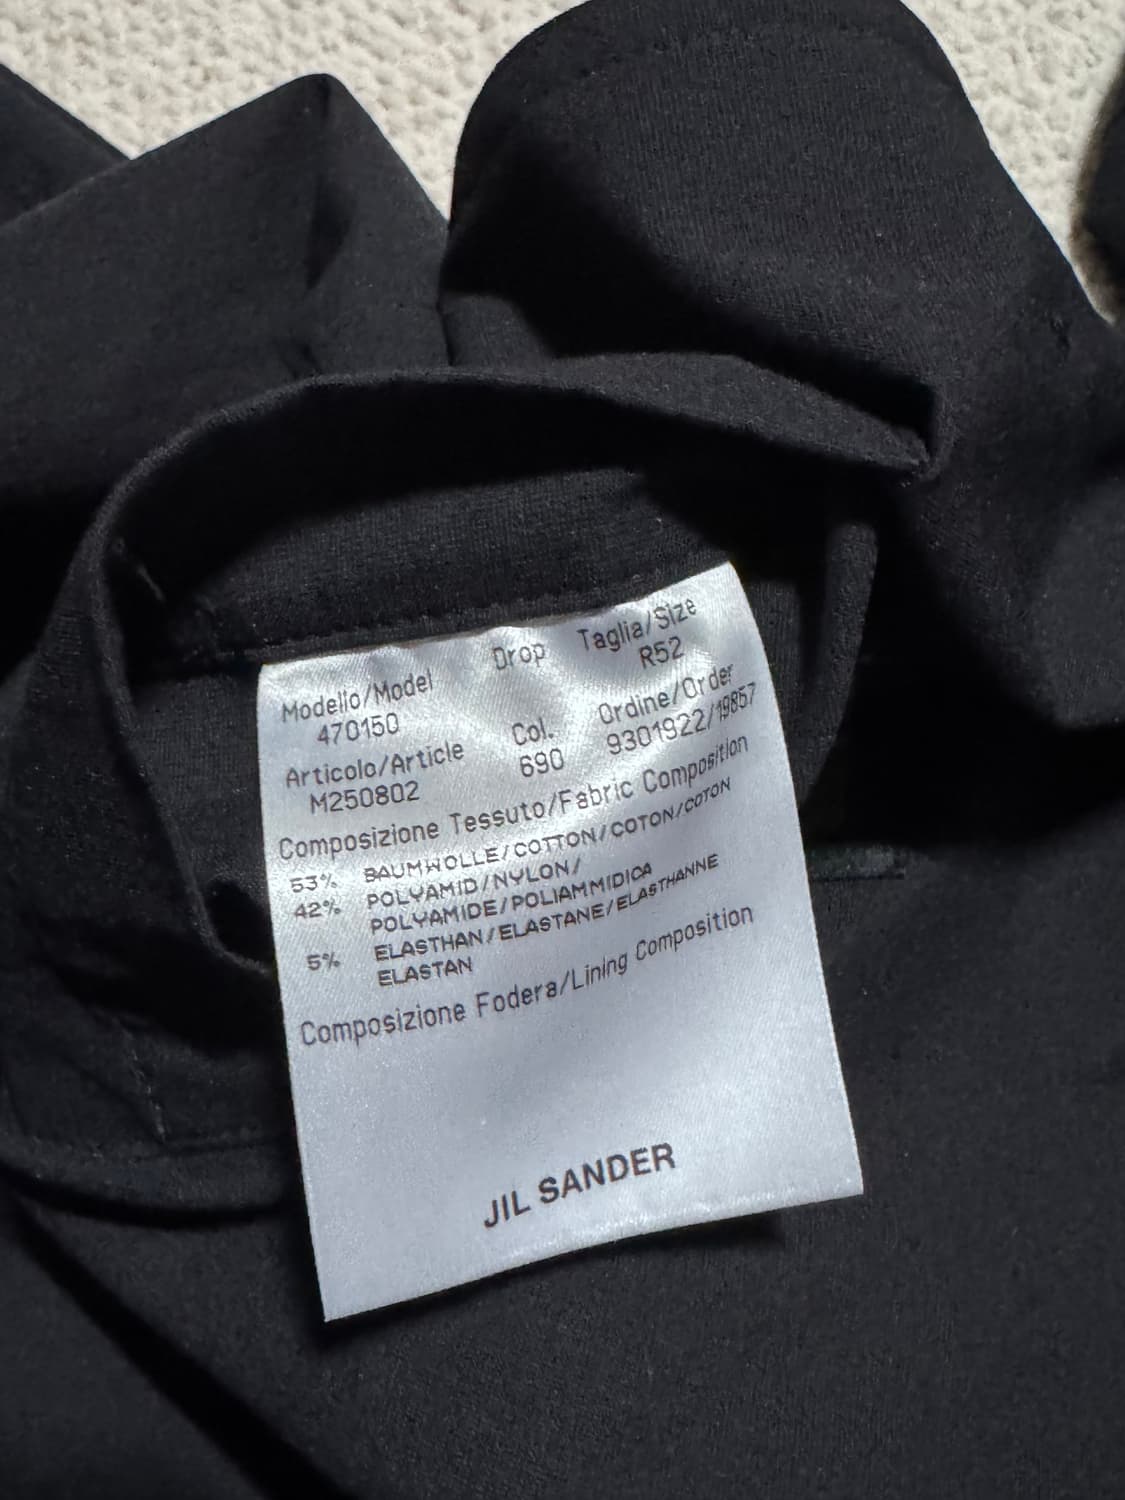 Modello/Model Drop Taglia/Size
470150 R52
Articolo/Article Col. Ordine/Order
M250802 690 9301922/19857
Composizione Tessuto/Fabric Composition
53% BAUMWOLLE/COTTON/COTON/COTON
42% POLYAMID/NYLON/
POLYAMIDE/POLIAMMIDICA
5% ELASTHAN/ELASTANE/ELASTHANNE
ELASTAN
Composizione Fodera/Lining Composition
JIL SANDER